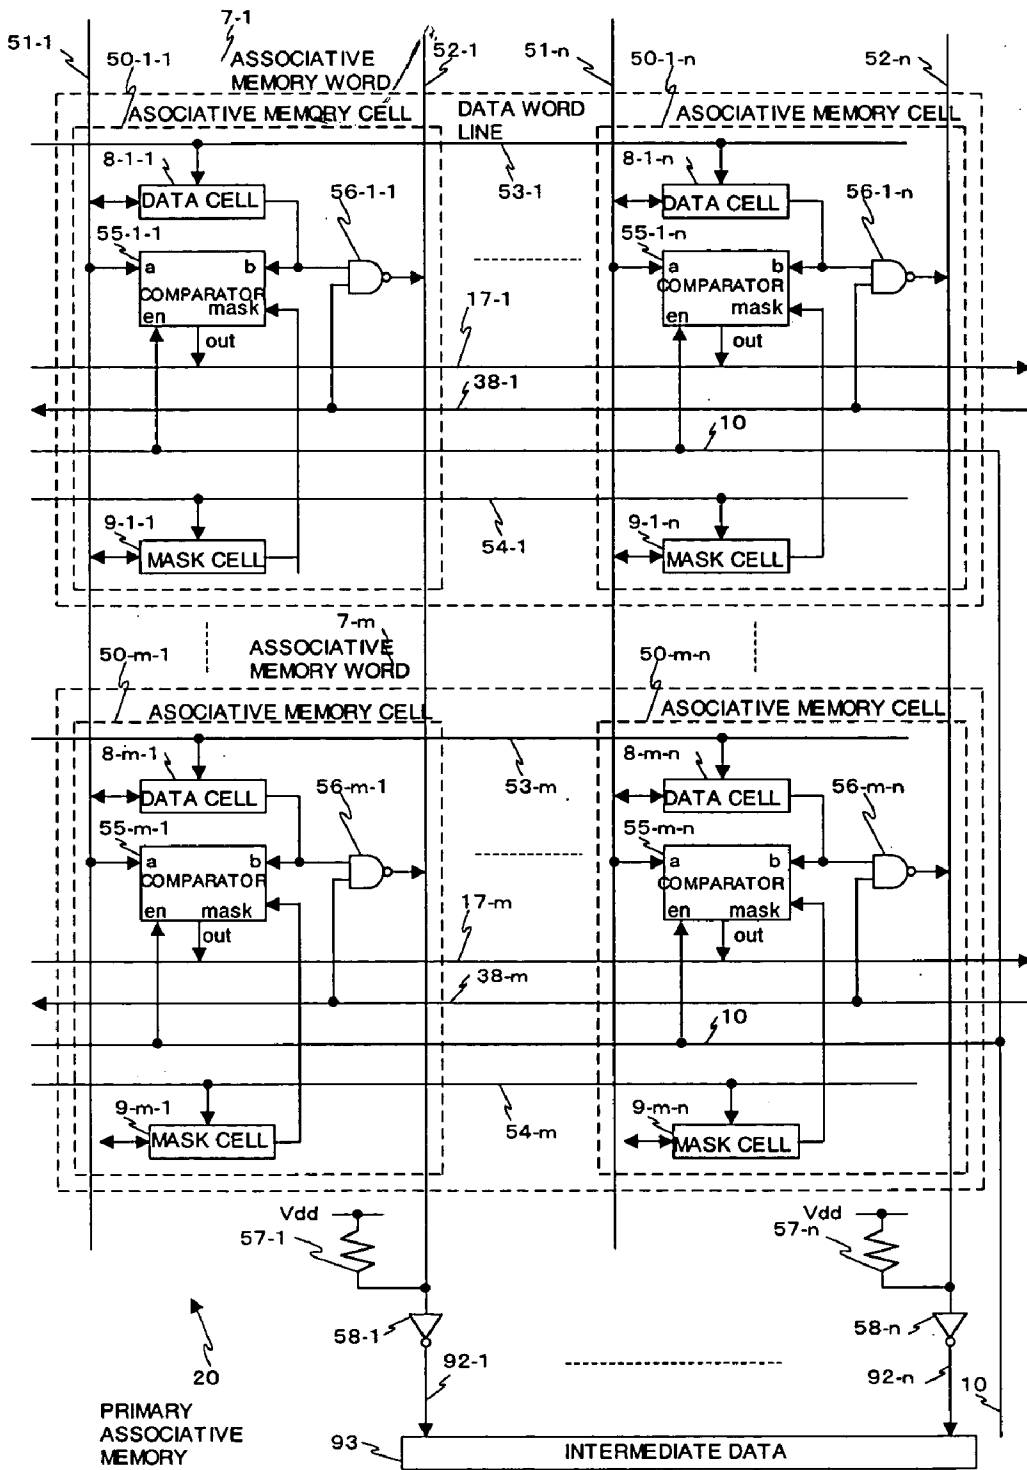 7-1
51-1
50-1-1
ASSOCIATIVE
MEMORY WORD
52-1
51-n
50-1-n
52-n
ASOCIATIVE MEMORY CELL
DATA WORD
LINE
ASOCIATIVE MEMORY CELL
8-1-1
53-1
8-1-n
DATA CELL
56-1-1
DATA CELL
56-1-n
55-1-1
55-1-n
a
b
a
b
COMPARATOR
mask
en
17-1
COMPARATOR
mask
en
out
out
38-1
10
9-1-1
54-1
9-1-n
MASK CELL
MASK CELL
7-m
50-m-1
ASSOCIATIVE
MEMORY WORD
50-m-n
ASOCIATIVE MEMORY CELL
ASOCIATIVE MEMORY CELL
8-m-1
53-m
8-m-n
DATA CELL
56-m-1
DATA CELL
56-m-n
55-m-1
55-m-n
a
b
a
b
COMPARATOR
COMPARATOR
en
mask
17-m
en
mask
out
out
38-m
10
9-m-1
54-m
9-m-n
MASK CELL
MASK CELL
Vdd
Vdd
57-1
57-n
58-1
58-n
20
92-1
92-n
10
PRIMARY
ASSOCIATIVE
MEMORY
93
INTERMEDIATE DATA